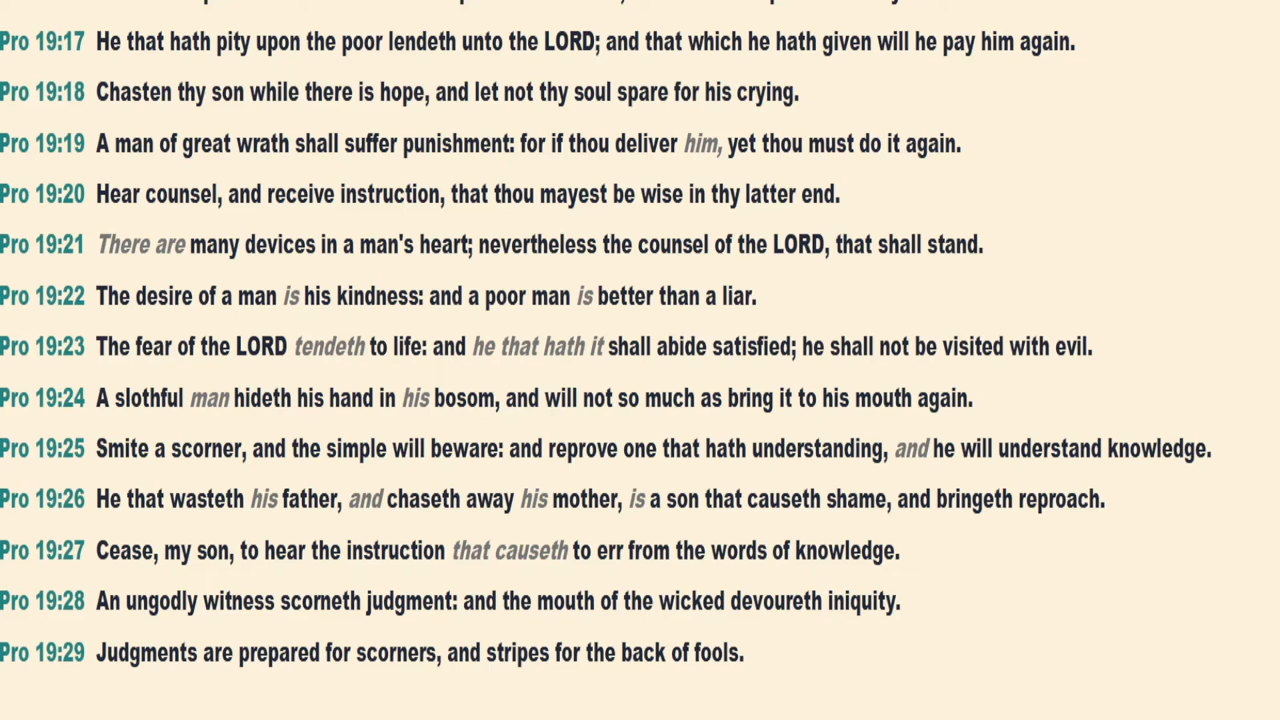 Pro 19:17 He that hath pity upon the poor lendeth unto the LORD; and that which he hath given will he pay him again.
Pro 19:18 Chasten thy son while there is hope, and let not thy soul spare for his crying.
Pro 19:19 A man of great wrath shall suffer punishment: for if thou deliver him, yet thou must do it again.
Pro 19:20 Hear counsel, and receive instruction, that thou mayest be wise in thy latter end.
Pro 19:21 There are many devices in a man's heart; nevertheless the counsel of the LORD, that shall stand.
Pro 19:22 The desire of a man is his kindness: and a poor man is better than a liar.
Pro 19:23 The fear of the LORD tendeth to life: and he that hath it shall abide satisfied; he shall not be visited with evil.
Pro 19:24 A slothful man hideth his hand in his bosom, and will not so much as bring it to his mouth again.
Pro 19:25 Smite a scorner, and the simple will beware: and reprove one that hath understanding, and he will understand knowledge.
Pro 19:26 He that wasteth his father, and chaseth away his mother, is a son that causeth shame, and bringeth reproach.
Pro 19:27 Cease, my son, to hear the instruction that causeth to err from the words of knowledge.
Pro 19:28 An ungodly witness scorneth judgment: and the mouth of the wicked devoureth iniquity.
Pro 19:29 Judgments are prepared for scorners, and stripes for the back of fools.